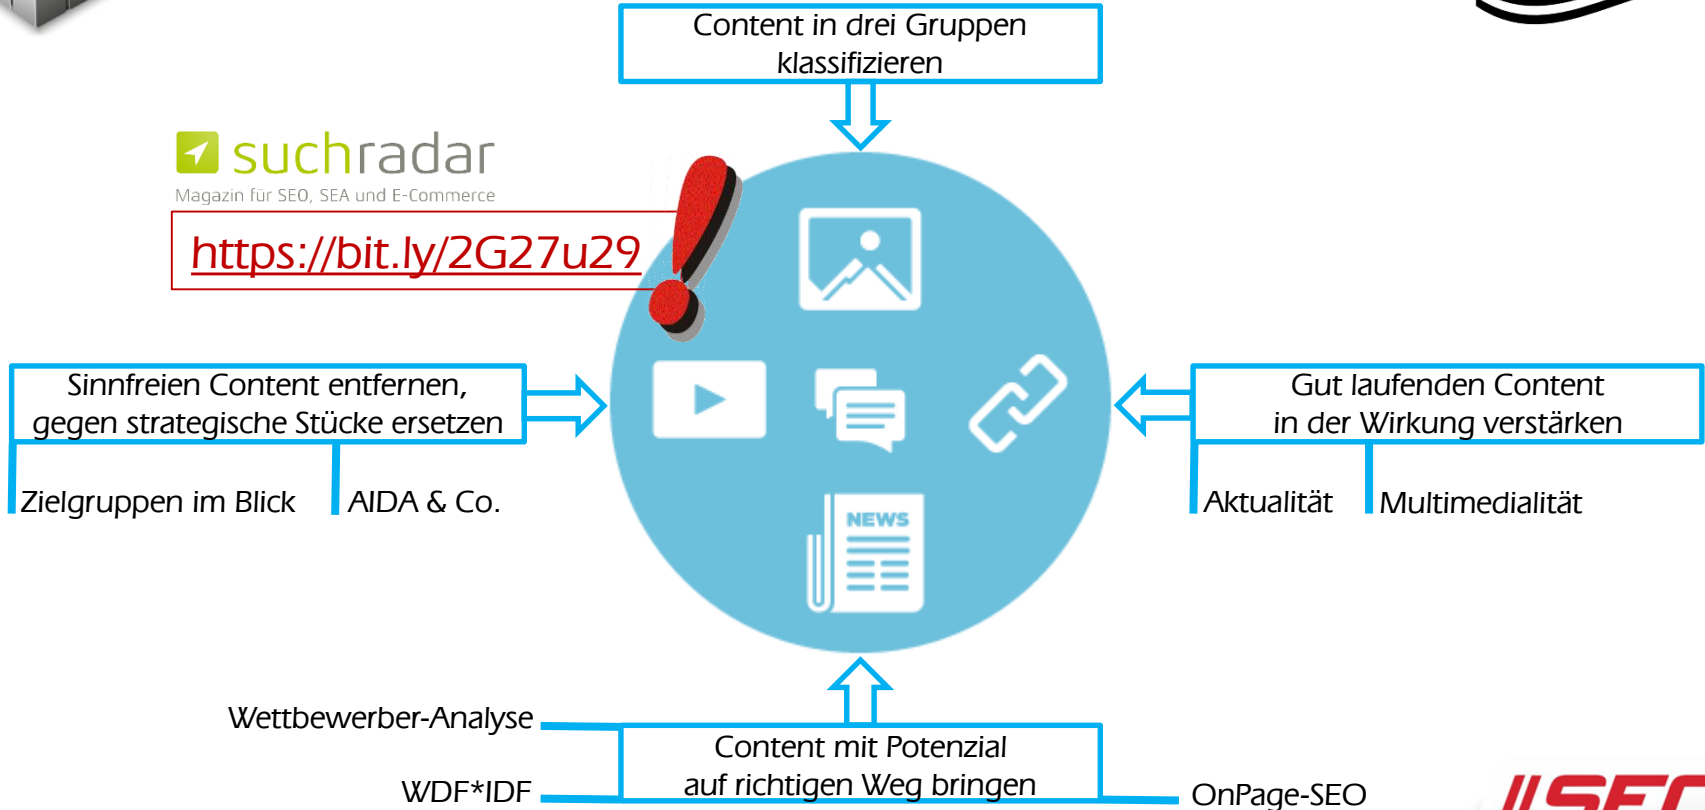 Content in drei Gruppen
klassifizieren
suchradar
Magazin für SEO, SEA und E-Commerce
https://bit.ly/2G27u29
Sinnfreien Content entfernen,
gegen strategische Stücke ersetzen
Zielgruppen im Blick
AIDA & Co.
Gut laufenden Content
in der Wirkung verstärken
Aktualität
Multimedialität
NEWS
Wettbewerber-Analyse
WDF*IDF
Content mit Potenzial
auf richtigen Weg bringen
OnPage-SEO